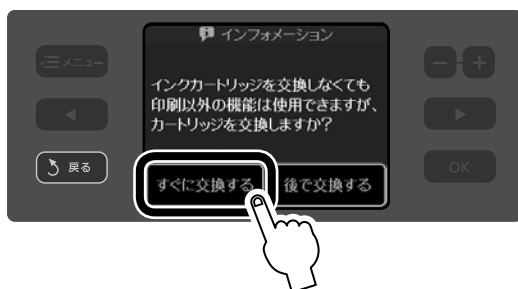 インフォメーション
メニュー
インクカートリッジを交換しなくても
印刷以外の機能は使用できますが、
カートリッジを交換しますか？
戻る
OK
すぐに交換する
後で交換する